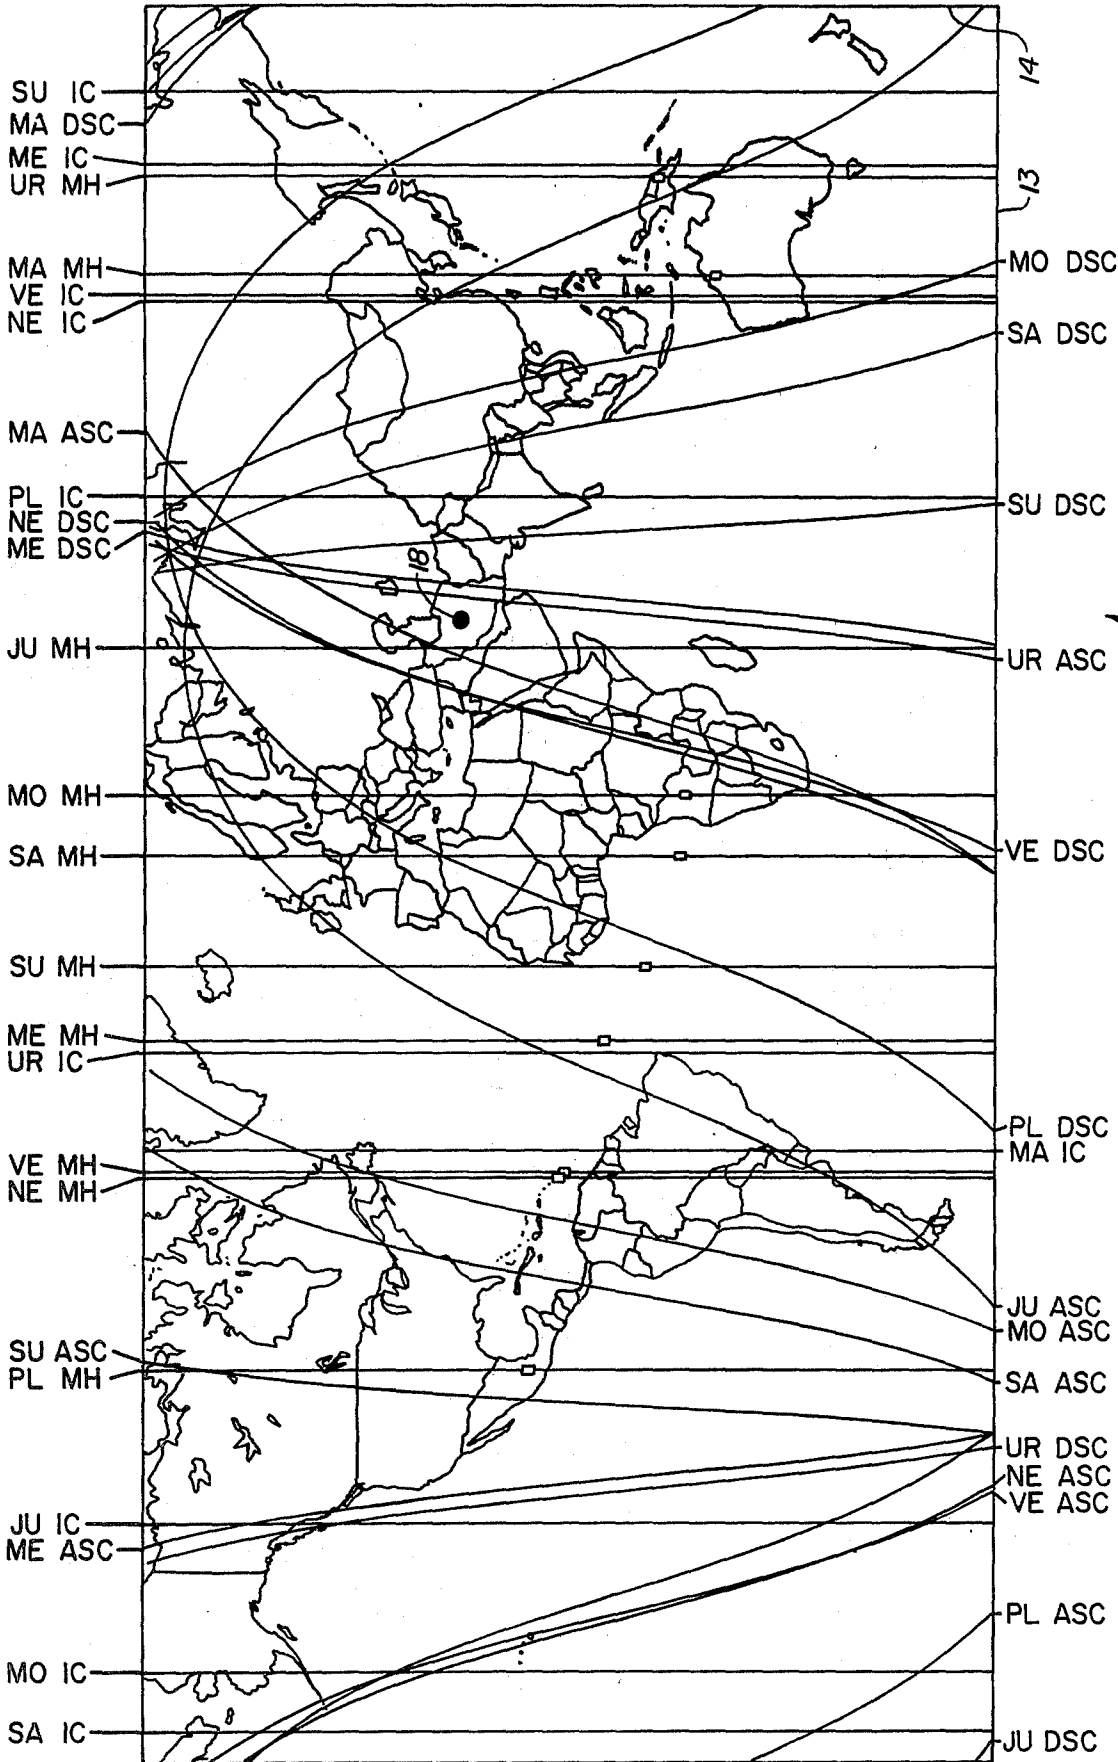 SU IC
MA DSC
ME IC
UR MH
MA MH
VE IC
NE IC
MA ASC
PL IC
NE DSC
ME DSC
JU MH
MO MH
SA MH
SU MH
ME MH
UR IC
VE MH
NE MH
SU ASC
PL MH
JU IC
ME ASC
MO IC
SA IC
18
14
13
MO DSC
SA DSC
SU DSC
UR ASC
VE DSC
PL DSC
MA IC
JU ASC
MO ASC
SA ASC
UR DSC
NE ASC
VE ASC
PL ASC
JU DSC